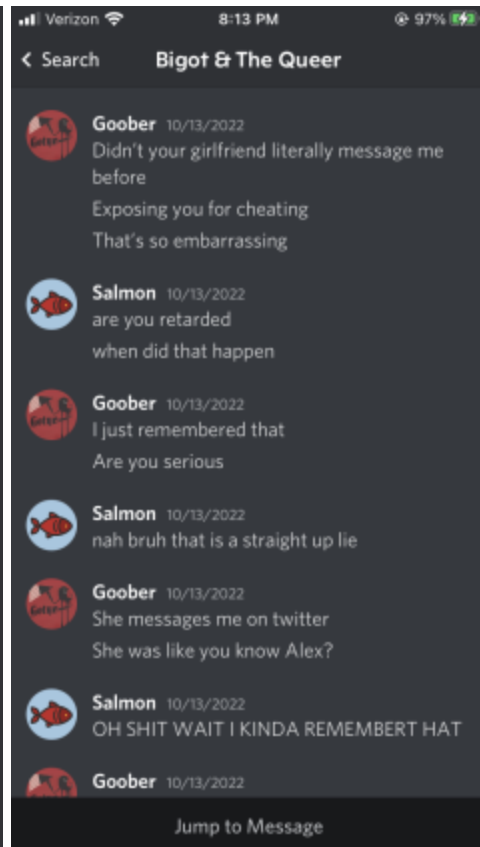 Verizon 8:13 PM 97%
Search Bigot & The Queer
Goober 10/13/2022
Didn't your girlfriend literally message me
before
Exposing you for cheating
That's so embarrassing
Salmon 10/13/2022
are you retarded
when did that happen
Goober 10/13/2022
I just remembered that
Are you serious
Salmon 10/13/2022
nah bruh that is a straight up lie
Goober 10/13/2022
She messages me on twitter
She was like you know Alex?
Salmon 10/13/2022
OH SHIT WAIT I KINDA REMEMBERT HAT
Goober 10/13/2022
Jump to Message